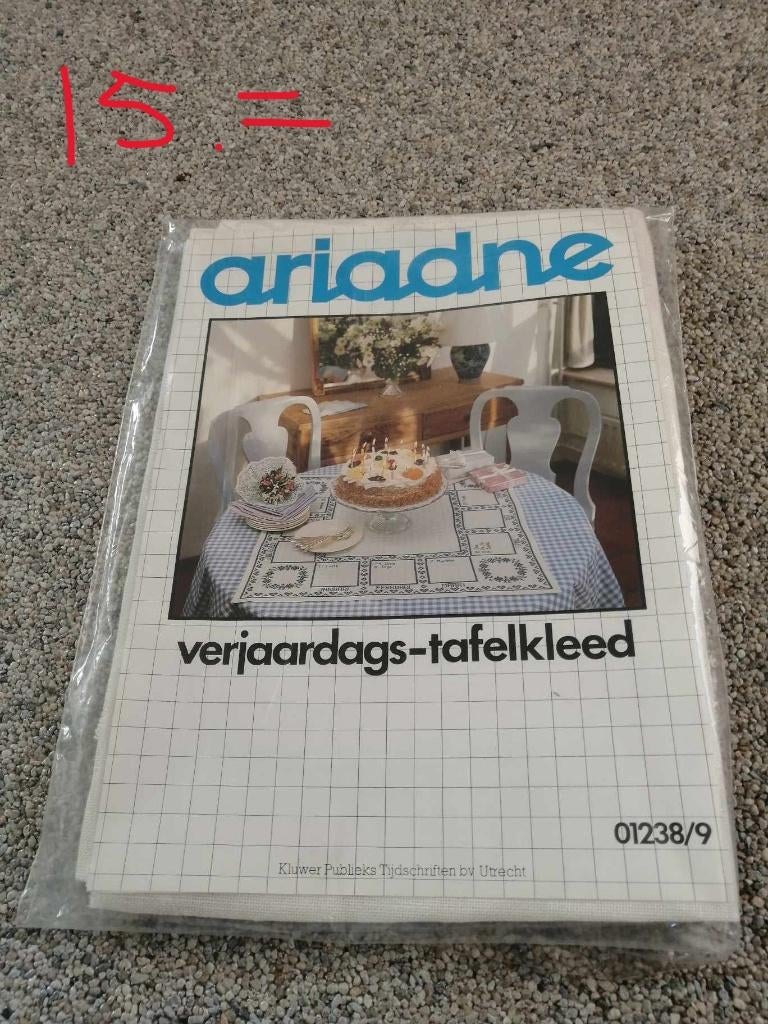 15.=
ariadne
verjaardags-tafelkleed
01238/9
Kluwer Publieks Tijdschriften bv Utrecht